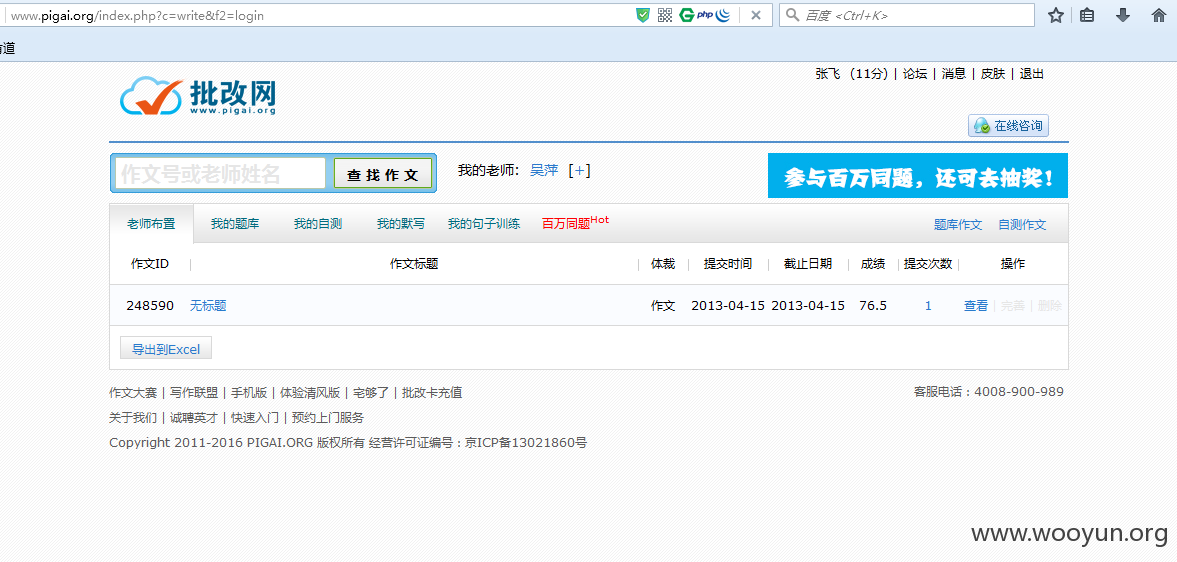 www.pigai.org/index.php?c=write&f2=login
php
百度 <Ctrl+K>
道
张飞 (11分) | 论坛 | 消息 | 皮肤 | 退出
批改网
www.pigai.org
在线咨询
作文号或老师姓名 查找作文 我的老师： 吴萍 [+] 参与百万同题，还可去抽奖！
老师布置 我的题库 我的自测 我的默写 我的句子训练 百万同题Hot 题库作文 自测作文
作文ID 作文标题 体裁 提交时间 截止日期 成绩 提交次数 操作
248590 无标题 作文 2013-04-15 2013-04-15 76.5 1 查看 | 完善 | 删除
导出到Excel
作文大赛 | 写作联盟 | 手机版 | 体验清风版 | 宅够了 | 批改卡充值 客服电话：4008-900-989
关于我们 | 诚聘英才 | 快速入门 | 预约上门服务
Copyright 2011-2016 PIGAI.ORG 版权所有 经营许可证编号：京ICP备13021860号
www.wooyun.org